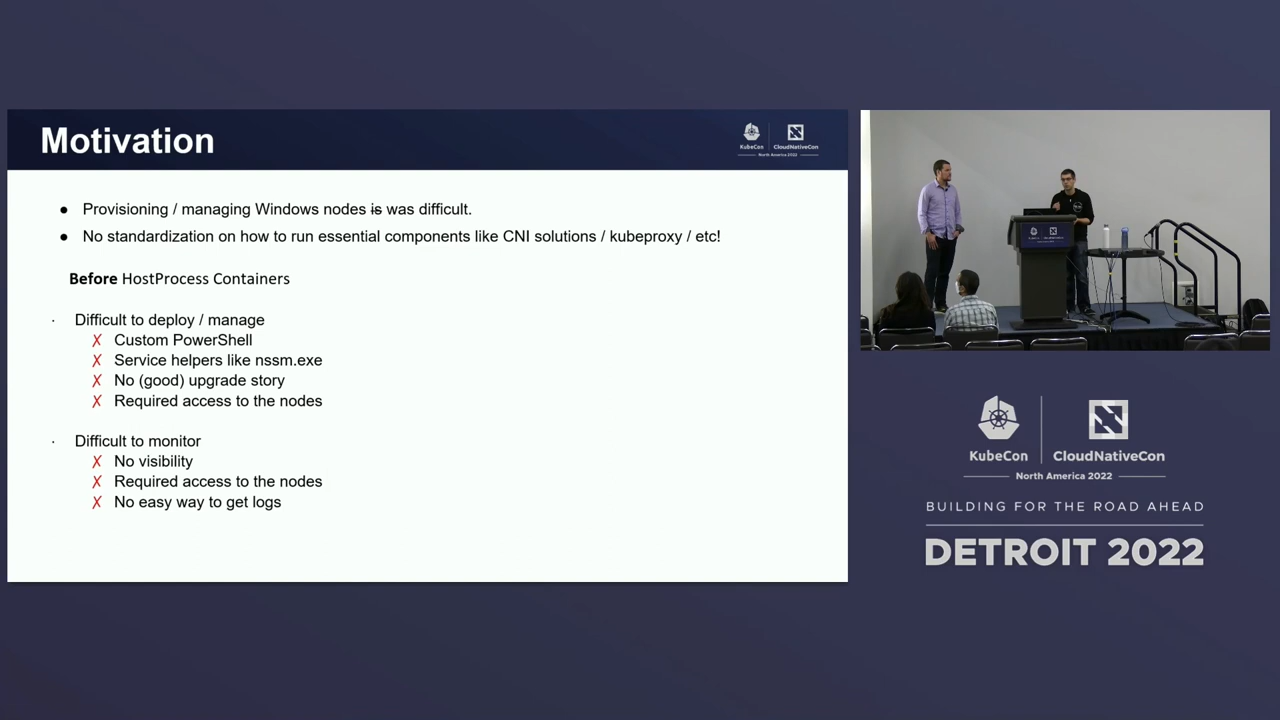 Motivation
KubeCon CloudNativeCon
North America 2022
● Provisioning / managing Windows nodes is was difficult.
● No standardization on how to run essential components like CNI solutions / kubeproxy / etc!
Before HostProcess Containers
· Difficult to deploy / manage
✗ Custom PowerShell
✗ Service helpers like nssm.exe
✗ No (good) upgrade story
✗ Required access to the nodes
· Difficult to monitor
✗ No visibility
✗ Required access to the nodes
✗ No easy way to get logs
KubeCon CloudNativeCon
North America 2022
BUILDING FOR THE ROAD AHEAD
DETROIT 2022